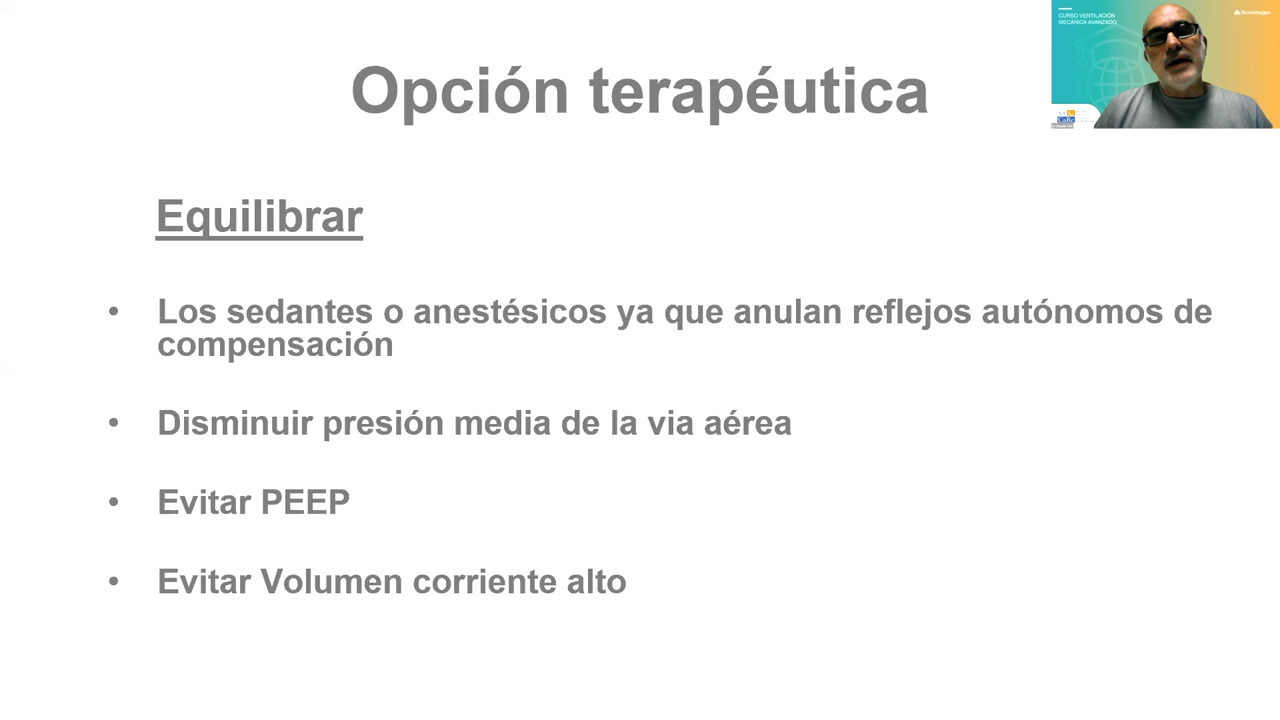 Opción terapéutica
CURSO VENTILACIÓN
MECÁNICA AVANZADO
Tecnoimagen
Equilibrar
• Los sedantes o anestésicos ya que anulan reflejos autónomos de
compensación
• Disminuir presión media de la via aérea
• Evitar PEEP
• Evitar Volumen corriente alto